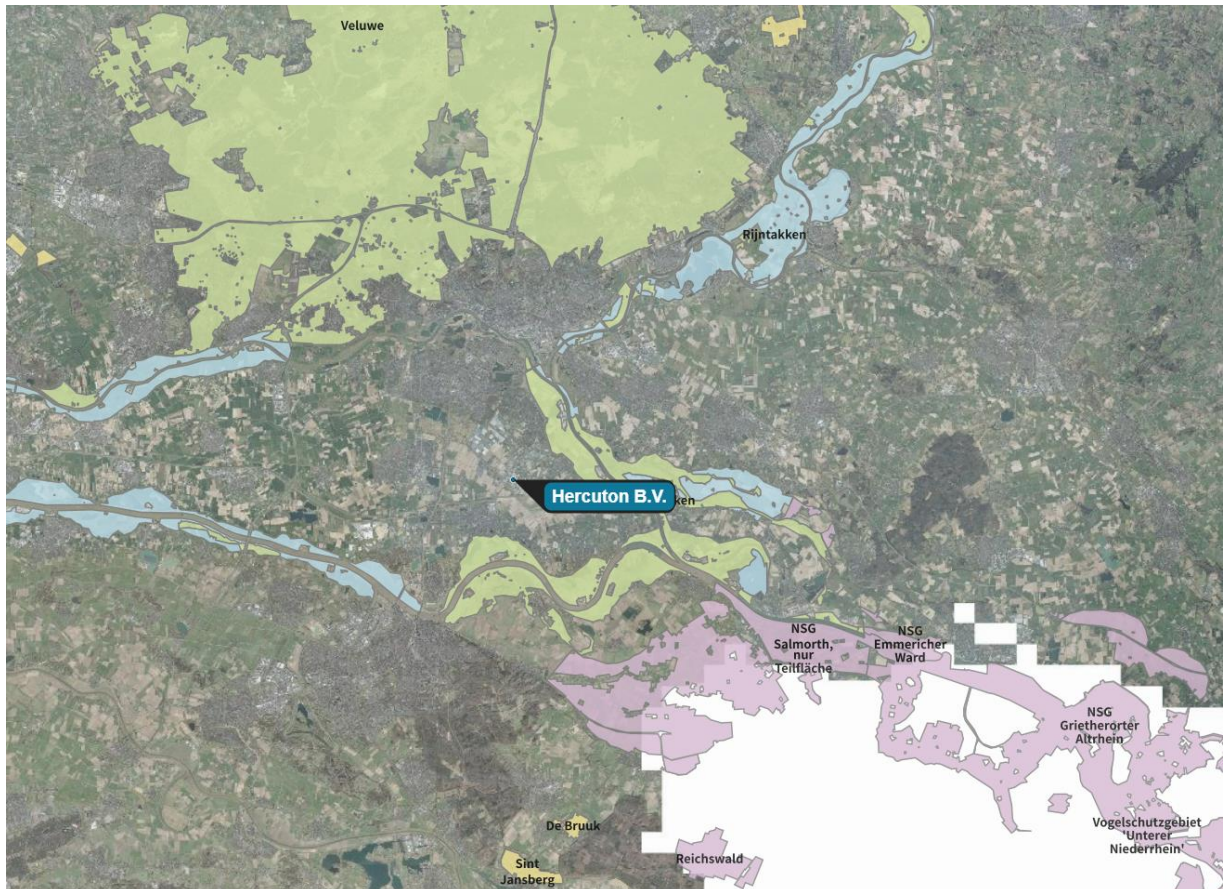 Veluwe
Rijntakken
Hercuton B.V.
ken
NSG
Salmorth,
nur
Teilfläche
NSG
Emmericher
Ward
NSG
Grietherorter
Altrhein
Vogelschutzgebiet
'Unterer
Niederrhein'
De Bruuk
Sint
Jansberg
Reichswald